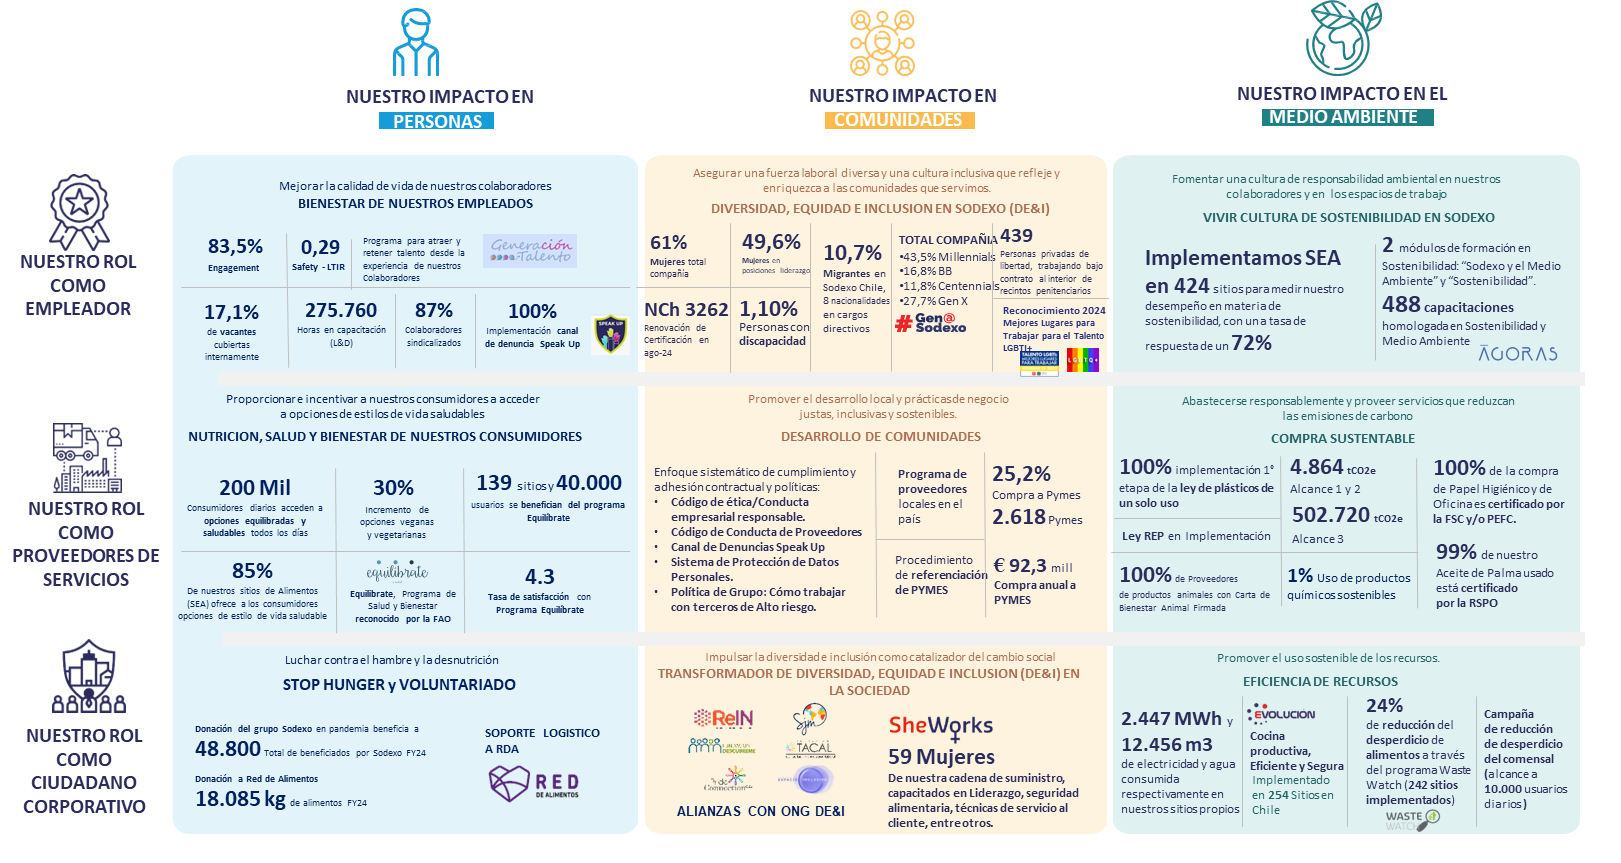 NUESTRO IMPACTO EN
PERSONAS
NUESTRO IMPACTO EN
COMUNIDADES
NUESTRO IMPACTO EN EL
MEDIO AMBIENTE
NUESTRO ROL
COMO
EMPLEADOR
Mejorar la calidad de vida de nuestros colaboradores
BIENESTAR DE NUESTROS EMPLEADOS
83,5%
Engagement
0,29
Safety - LTIR
Programa para atraer y
retener talento desde la
experiencia de nuestros
Colaboradores
Generación
Talento
17,1%
de vacantes
cubiertas
internamente
275.760
Horas en capacitación
(L&D)
87%
Colaboradores
sindicalizados
100%
Implementación canal
de denuncia Speak Up
SPEAK UP
Asegurar una fuerza laboral diversa y una cultura inclusiva que refleje y
enriquezca a las comunidades que servimos.
DIVERSIDAD, EQUIDAD E INCLUSION EN SODEXO (DE&I)
61%
Mujeres total
compañía
49,6%
Mujeres en
posiciones liderazgo
10,7%
Migrantes en
Sodexo Chile,
8 nacionalidades
en cargos
directivos
TOTAL COMPAÑIA
•43,5% Millennials
•16,8% BB
•11,8% Centennials
•27,7% Gen X
#Gen@
Sodexo
439
Personas privadas de
libertad, trabajando bajo
contrato al interior de
recintos penitenciarios
NCh 3262
Renovación de
Certificación en
ago-24
1,10%
Personas con
discapacidad
Reconocimiento 2024
Mejores Lugares para
Trabajar para el Talento
LGBTI+
TALENTO LGBTI+
LGBTQ+
Fomentar una cultura de responsabilidad ambiental en nuestros
colaboradores y en los espacios de trabajo
VIVIR CULTURA DE SOSTENIBILIDAD EN SODEXO
Implementamos SEA
en 424 sitios para medir nuestro
desempeño en materia de
sostenibilidad, con una tasa de
respuesta de un 72%
2 módulos de formación en
Sostenibilidad: “Sodexo y el Medio
Ambiente” y “Sostenibilidad”.
488 capacitaciones
homologada en Sostenibilidad y
Medio Ambiente
ÁGORAS
NUESTRO ROL
COMO
PROVEEDORES DE
SERVICIOS
Proporcionar e incentivar a nuestros consumidores a acceder
a opciones de estilos de vida saludables
NUTRICION, SALUD Y BIENESTAR DE NUESTROS CONSUMIDORES
200 Mil
Consumidores diarios acceden a
opciones equilibradas y
saludables todos los días
30%
Incremento de
opciones veganas
y vegetarianas
139 sitios y 40.000
usuarios se benefician del programa
Equilíbrate
85%
De nuestros sitios de Alimentos
(SEA) ofrece a los consumidores
opciones de estilo de vida saludable
equilíbrate
Equilíbrate, Programa de
Salud y Bienestar
reconocido por la FAO
4.3
Tasa de satisfacción con
Programa Equilíbrate
Promover el desarrollo local y prácticas de negocio
justas, inclusivas y sostenibles.
DESARROLLO DE COMUNIDADES
Enfoque sistemático de cumplimiento y
adhesión contractual y políticas:
• Código de ética/Conducta
empresarial responsable.
• Código de Conducta de Proveedores
• Canal de Denuncias Speak Up
• Sistema de Protección de Datos
Personales.
• Política de Grupo: Cómo trabajar
con terceros de Alto riesgo.
Programa de
proveedores
locales en el
país
Procedimiento
de referenciación
de PYMES
25,2%
Compra a Pymes
2.618 Pymes
€ 92,3 mill
Compra anual a
PYMES
Abastecerse responsablemente y proveer servicios que reduzcan
las emisiones de carbono
COMPRA SUSTENTABLE
100% implementación 1°
etapa de la ley de plásticos de
un solo uso
Ley REP en Implementación
100% de Proveedores
de productos animales con Carta de
Bienestar Animal Firmada
4.864 tCO2e
Alcance 1 y 2
502.720 tCO2e
Alcance 3
1% Uso de productos
químicos sostenibles
100% de la compra
de Papel Higiénico y de
Oficina es certificado por
la FSC y/o PEFC.
99% de nuestro
Aceite de Palma usado
está certificado
por la RSPO
NUESTRO ROL
COMO
CIUDADANO
CORPORATIVO
Luchar contra el hambre y la desnutrición
STOP HUNGER y VOLUNTARIADO
Donación del grupo Sodexo en pandemia beneficia a
48.800 Total de beneficiados por Sodexo FY24
Donación a Red de Alimentos
18.085 kg de alimentos FY24
SOPORTE LOGISTICO
A RDA
RED
DE ALIMENTOS
Impulsar la diversidad e inclusión como catalizador del cambio social
TRANSFORMADOR DE DIVERSIDAD, EQUIDAD E INCLUSION (DE&I) EN
LA SOCIEDAD
ReIN
Sjm
TACAL
ALIANZAS CON ONG DE&I
SheWorks
59 Mujeres
De nuestra cadena de suministro,
capacitados en Liderazgo, seguridad
alimentaria, técnicas de servicio al
cliente, entre otros.
Promover el uso sostenible de los recursos.
EFICIENCIA DE RECURSOS
2.447 MWh y
12.456 m3
de electricidad y agua
consumida
respectivamente en
nuestros sitios propios
EVOLUCIÓN
Cocina
productiva,
Eficiente y Segura
Implementado
en 254 Sitios en
Chile
24%
de reducción del
desperdicio de
alimentos a través
del programa Waste
Watch (242 sitios
implementados)
WASTE
WATCH
Campaña
de reducción
de desperdicio
del comensal
(alcance a
10.000 usuarios
diarios)